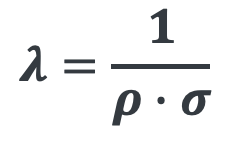 λ = 1 / ρ · σ